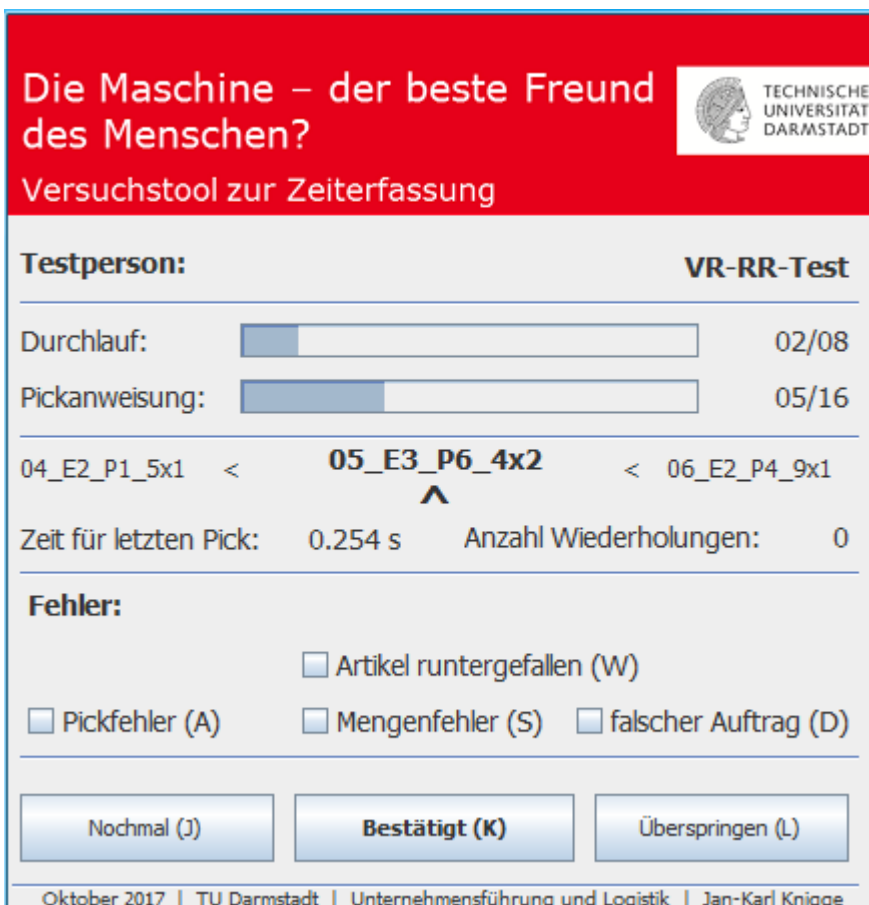 Die Maschine – der beste Freund
des Menschen?
TECHNISCHE
UNIVERSITÄT
DARMSTADT
Versuchstool zur Zeiterfassung
Testperson: VR-RR-Test
Durchlauf: 02/08
Pickanweisung: 05/16
04_E2_P1_5x1 < 05_E3_P6_4x2 < 06_E2_P4_9x1
^
Zeit für letzten Pick: 0.254 s Anzahl Wiederholungen: 0
Fehler:
Artikel runtergefallen (W)
Pickfehler (A) Mengenfehler (S) falscher Auftrag (D)
Nochmal (J) Bestätigt (K) Überspringen (L)
Oktober 2017 | TU Darmstadt | Unternehmensführung und Logistik | Jan-Karl Knigge